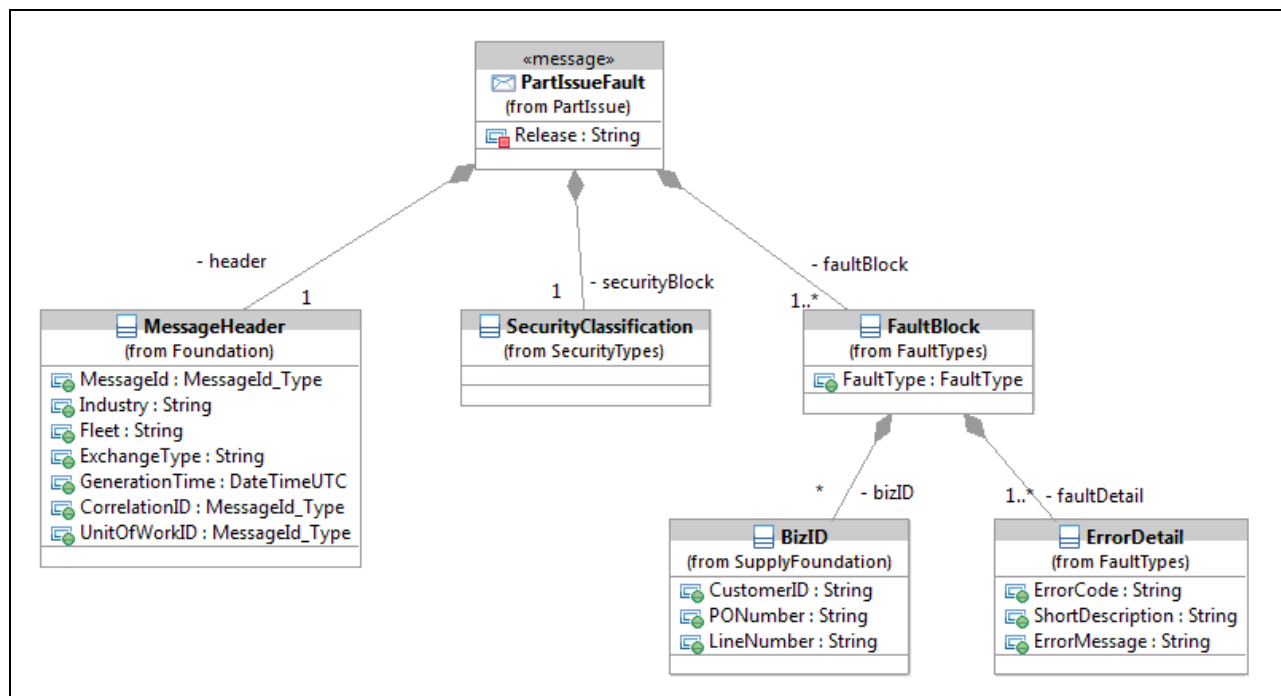 «message»
PartIssueFault
(from PartIssue)
Release : String
- header
1
- securityBlock
1
- faultBlock
1..*
MessageHeader
(from Foundation)
MessageId : MessageId_Type
Industry : String
Fleet : String
ExchangeType : String
GenerationTime : DateTimeUTC
CorrelationID : MessageId_Type
UnitOfWorkID : MessageId_Type
SecurityClassification
(from SecurityTypes)
FaultBlock
(from FaultTypes)
FaultType : FaultType
*
- bizID
1..*
- faultDetail
BizID
(from SupplyFoundation)
CustomerID : String
PONumber : String
LineNumber : String
ErrorDetail
(from FaultTypes)
ErrorCode : String
ShortDescription : String
ErrorMessage : String